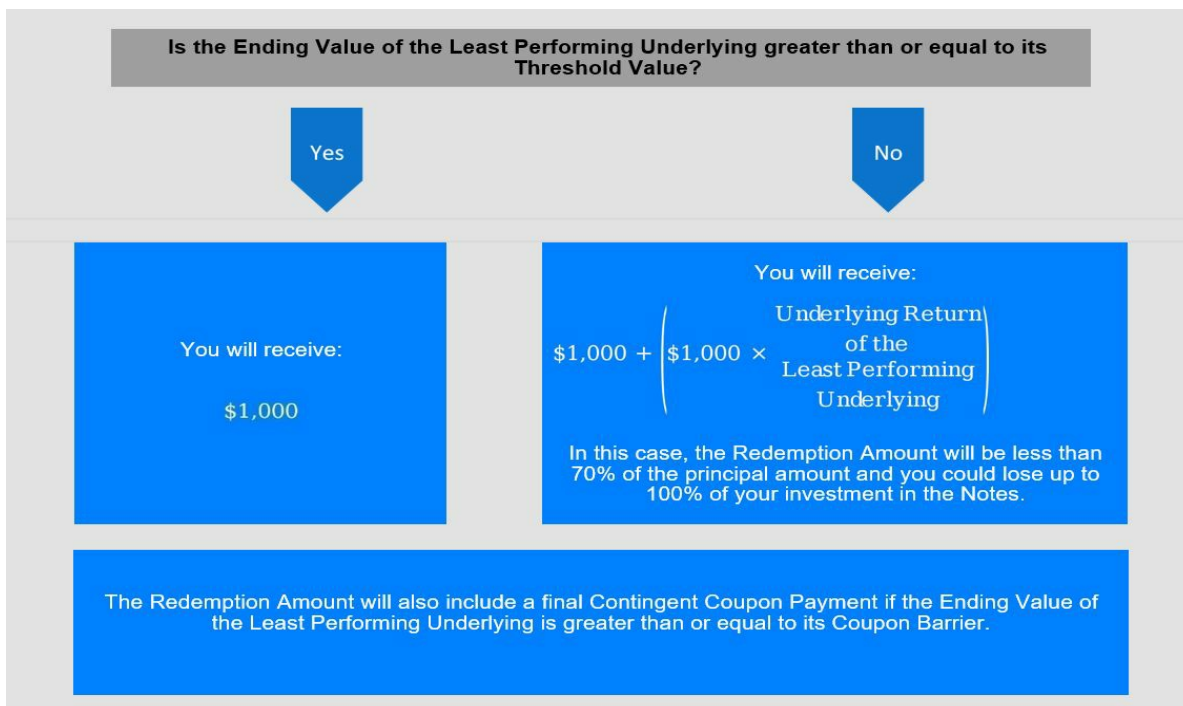 Is the Ending Value of the Least Performing Underlying greater than or equal to its
Threshold Value?
Yes
No
You will receive:
$1,000
You will receive:
$1,000 + ($1,000 × Underlying Return
of the
Least Performing
Underlying)
In this case, the Redemption Amount will be less than
70% of the principal amount and you could lose up to
100% of your investment in the Notes.
The Redemption Amount will also include a final Contingent Coupon Payment if the Ending Value of
the Least Performing Underlying is greater than or equal to its Coupon Barrier.